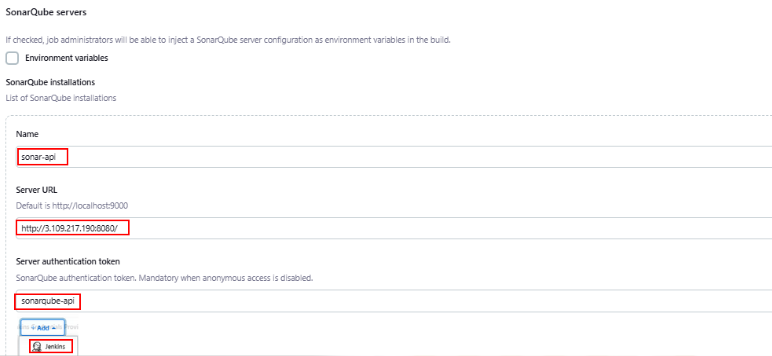 SonarQube servers
If checked, job administrators will be able to inject a SonarQube server configuration as environment variables in the build.
Environment variables
SonarQube installations
List of SonarQube installations
Name
sonar-api
Server URL
Default is http://localhost:9000
http://3.109.217.190:8080/
Server authentication token
SonarQube authentication token. Mandatory when anonymous access is disabled.
sonarqube-api
+ Add
Jenkins